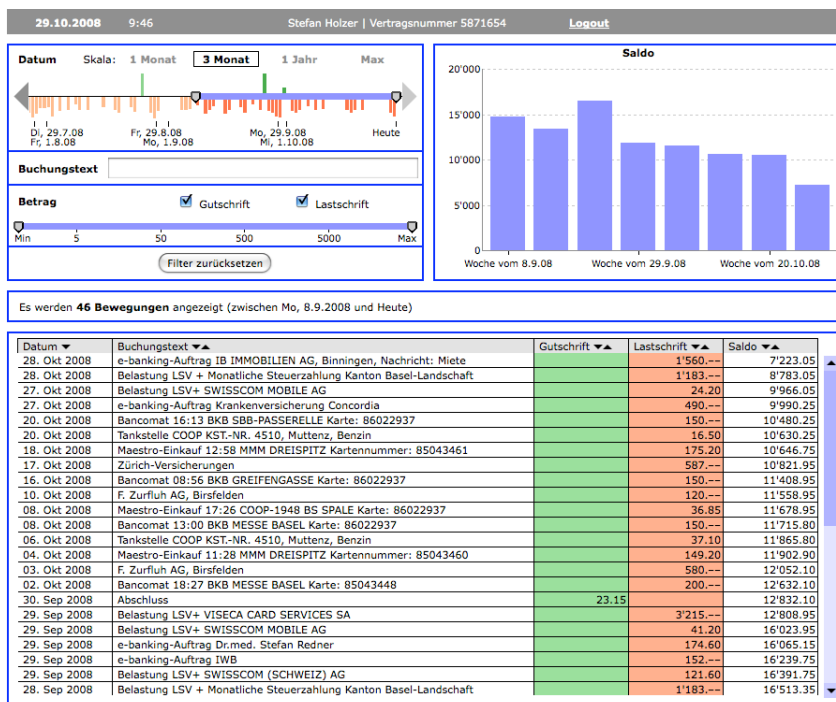 29.10.2008 9:46 Stefan Holzer | Vertragsnummer 5871654 Logout
Datum Skala: 1 Monat 3 Monat 1 Jahr Max
Di, 29.7.08 Fr, 29.8.08 Mo, 29.9.08 Heute
Fr, 1.8.08 Mo, 1.9.08 Mi, 1.10.08
Buchungstext
Betrag Gutschrift Lastschrift
Min 5 50 500 5000 Max
Filter zurücksetzen
Saldo
20'000
15'000
10'000
5'000
0
Woche vom 8.9.08 Woche vom 29.9.08 Woche vom 20.10.08
Es werden 46 Bewegungen angezeigt (zwischen Mo, 8.9.2008 und Heute)
Datum ▼ Buchungstext ▼▲ Gutschrift ▼▲ Lastschrift ▼▲ Saldo ▼▲
28. Okt 2008 e-banking-Auftrag IB IMMOBILIEN AG, Binningen, Nachricht: Miete 1'560.-- 7'223.05
28. Okt 2008 Belastung LSV + Monatliche Steuerzahlung Kanton Basel-Landschaft 1'183.-- 8'783.05
27. Okt 2008 Belastung LSV+ SWISSCOM MOBILE AG 24.20 9'966.05
27. Okt 2008 e-banking-Auftrag Krankenversicherung Concordia 490.-- 9'990.25
20. Okt 2008 Bancomat 16:13 BKB SBB-PASSERELLE Karte: 86022937 150.-- 10'480.25
20. Okt 2008 Tankstelle COOP KST.-NR. 4510, Muttenz, Benzin 16.50 10'630.25
18. Okt 2008 Maestro-Einkauf 12:58 MMM DREISPITZ Kartennummer: 85043461 175.20 10'646.75
17. Okt 2008 Zürich-Versicherungen 587.-- 10'821.95
16. Okt 2008 Bancomat 08:56 BKB GREIFENGASSE Karte: 86022937 150.-- 11'408.95
10. Okt 2008 F. Zurfluh AG, Birsfelden 120.-- 11'558.95
08. Okt 2008 Maestro-Einkauf 17:26 COOP-1948 BS SPALE Karte: 86022937 36.85 11'678.95
08. Okt 2008 Bancomat 13:00 BKB MESSE BASEL Karte: 86022937 150.-- 11'715.80
06. Okt 2008 Tankstelle COOP KST.-NR. 4510, Muttenz, Benzin 37.10 11'865.80
04. Okt 2008 Maestro-Einkauf 11:28 MMM DREISPITZ Kartennummer: 85043460 149.20 11'902.90
03. Okt 2008 F. Zurfluh AG, Birsfelden 580.-- 12'052.10
02. Okt 2008 Bancomat 18:27 BKB MESSE BASEL Karte: 85043448 200.-- 12'632.10
30. Sep 2008 Abschluss 23.15 12'832.10
29. Sep 2008 Belastung LSV+ VISECA CARD SERVICES SA 3'215.-- 12'808.95
29. Sep 2008 Belastung LSV+ SWISSCOM MOBILE AG 41.20 16'023.95
29. Sep 2008 e-banking-Auftrag Dr.med. Stefan Redner 174.60 16'065.15
29. Sep 2008 e-banking-Auftrag IWB 152.-- 16'239.75
29. Sep 2008 Belastung LSV+ SWISSCOM (SCHWEIZ) AG 121.60 16'391.75
28. Sep 2008 Belastung LSV + Monatliche Steuerzahlung Kanton Basel-Landschaft 1'183.-- 16'513.35